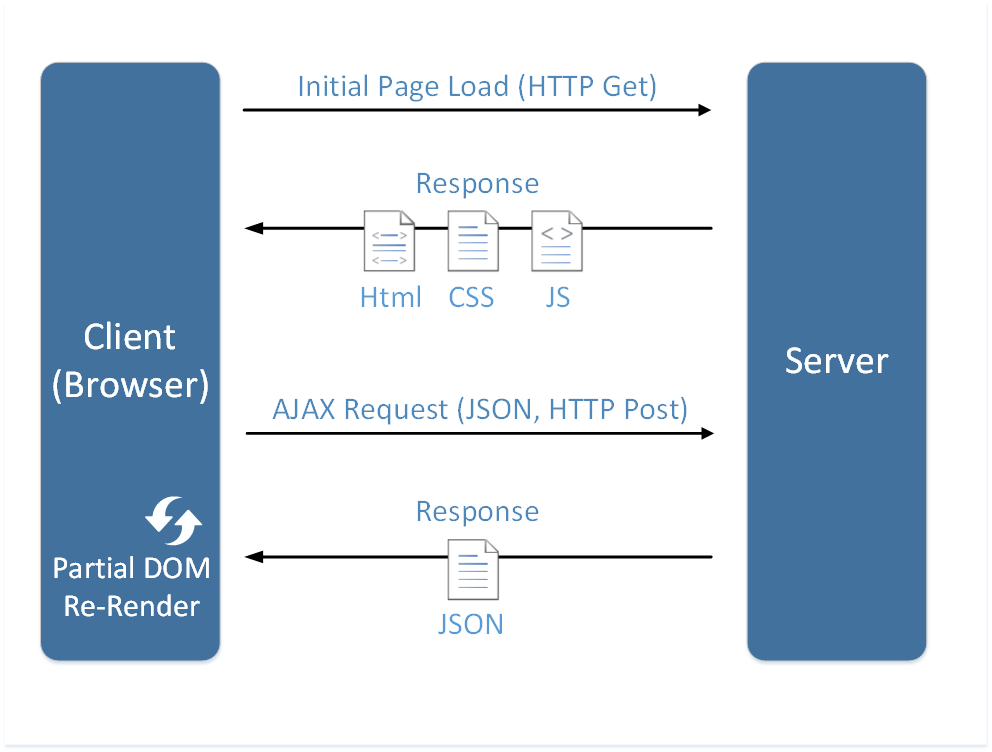 Initial Page Load (HTTP Get)
Response
Html
CSS
JS
Client
(Browser)
Server
AJAX Request (JSON, HTTP Post)
Response
Partial DOM
Re-Render
JSON